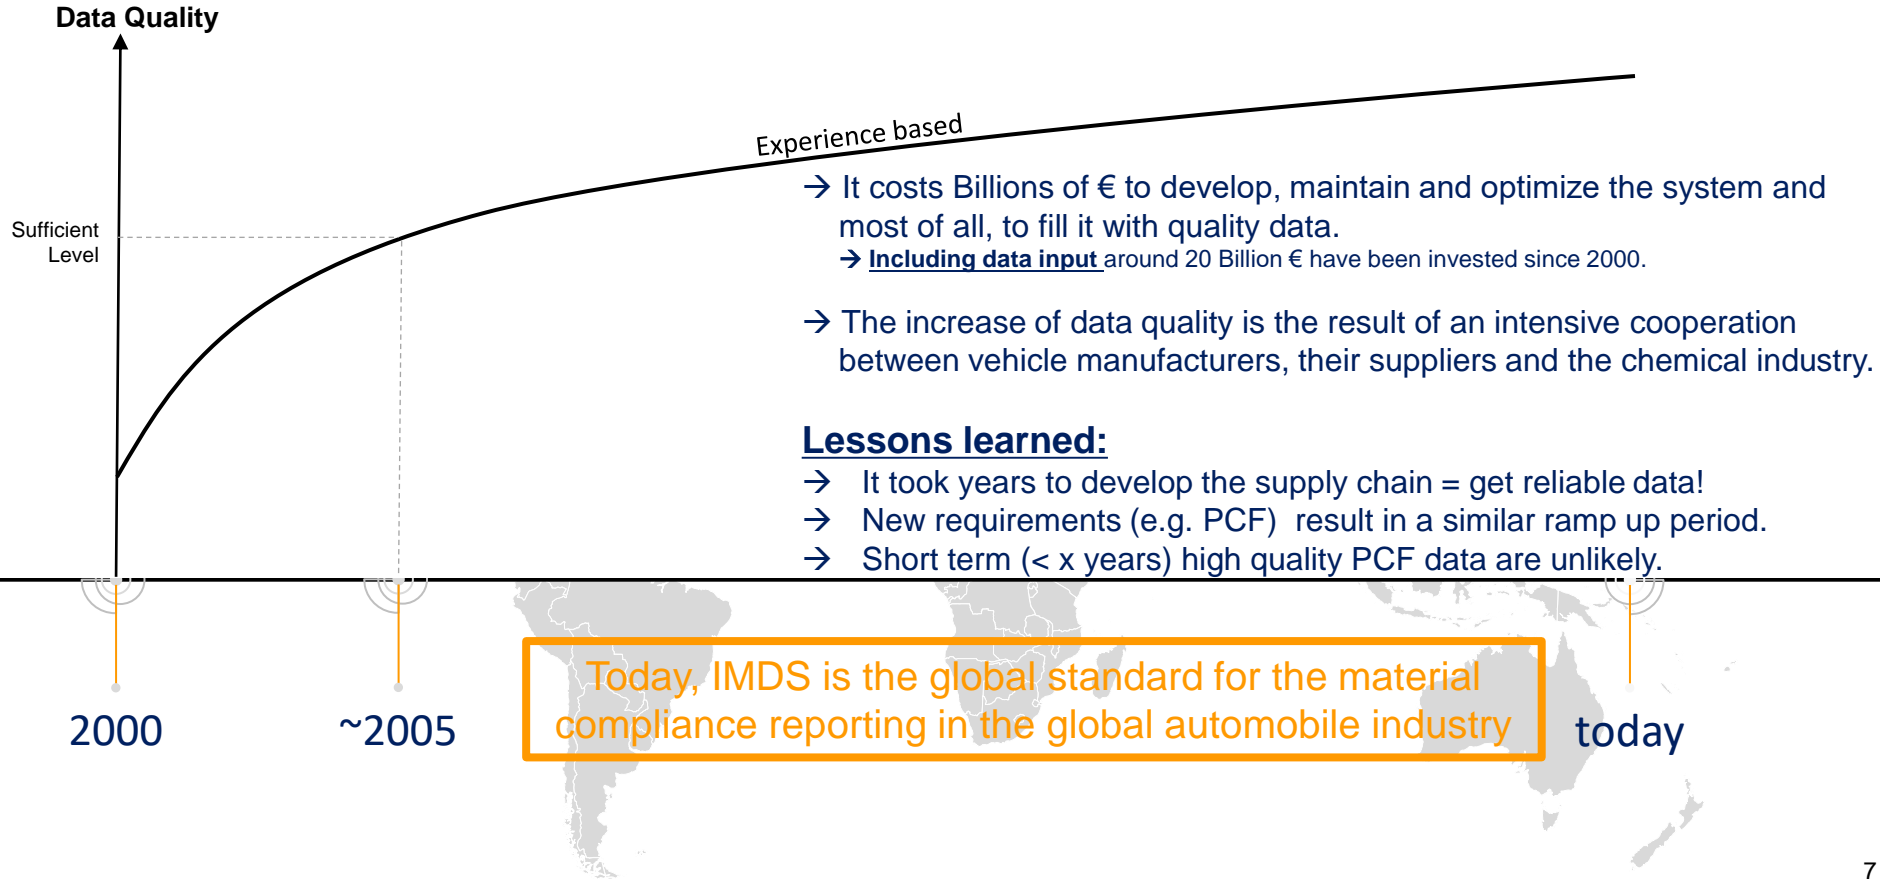 Data Quality
Experience based
Sufficient
Level
→ It costs Billions of € to develop, maintain and optimize the system and
most of all, to fill it with quality data.
→ Including data input around 20 Billion € have been invested since 2000.
→ The increase of data quality is the result of an intensive cooperation
between vehicle manufacturers, their suppliers and the chemical industry.
Lessons learned:
→ It took years to develop the supply chain = get reliable data!
→ New requirements (e.g. PCF) result in a similar ramp up period.
→ Short term (< x years) high quality PCF data are unlikely.
2000
~2005
Today, IMDS is the global standard for the material
compliance reporting in the global automobile industry
today
7